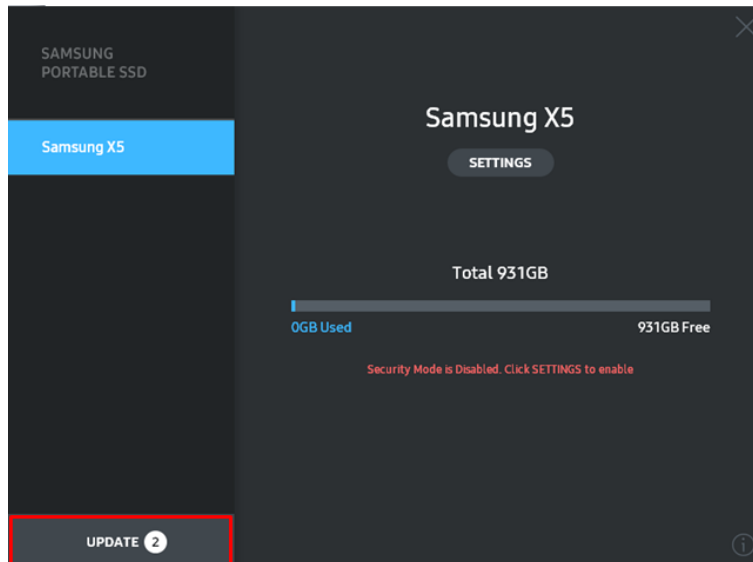 SAMSUNG
PORTABLE SSD
Samsung X5
Samsung X5
SETTINGS
Total 931GB
0GB Used
931GB Free
Security Mode is Disabled. Click SETTINGS to enable
UPDATE 2